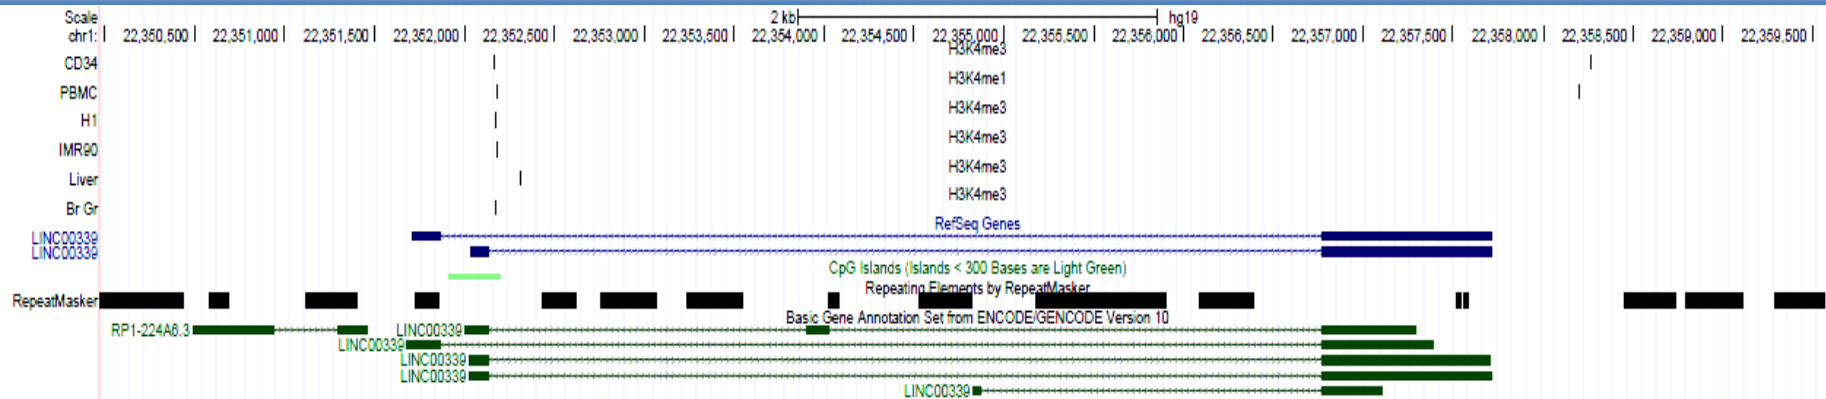 Scale 2 kb hg19
chr1: 22,350,500 22,351,000 22,351,500 22,352,000 22,352,500 22,353,000 22,353,500 22,354,000 22,354,500 22,355,000 22,355,500 22,356,000 22,356,500 22,357,000 22,357,500 22,358,000 22,358,500 22,359,000 22,359,500
H3K4me3
CD34
H3K4me1
PBMC
H3K4me3
H1
H3K4me3
IMR90
H3K4me3
Liver
H3K4me3
Br Gr
RefSeq Genes
LINC00339
LINC00339
CpG Islands (Islands < 300 Bases are Light Green)
Repeating Elements by RepeatMasker
RepeatMasker
Basic Gene Annotation Set from ENCODE/GENCODE Version 10
RP1-224A6.3 LINC00339
LINC00339
LINC00339
LINC00339
LINC00339